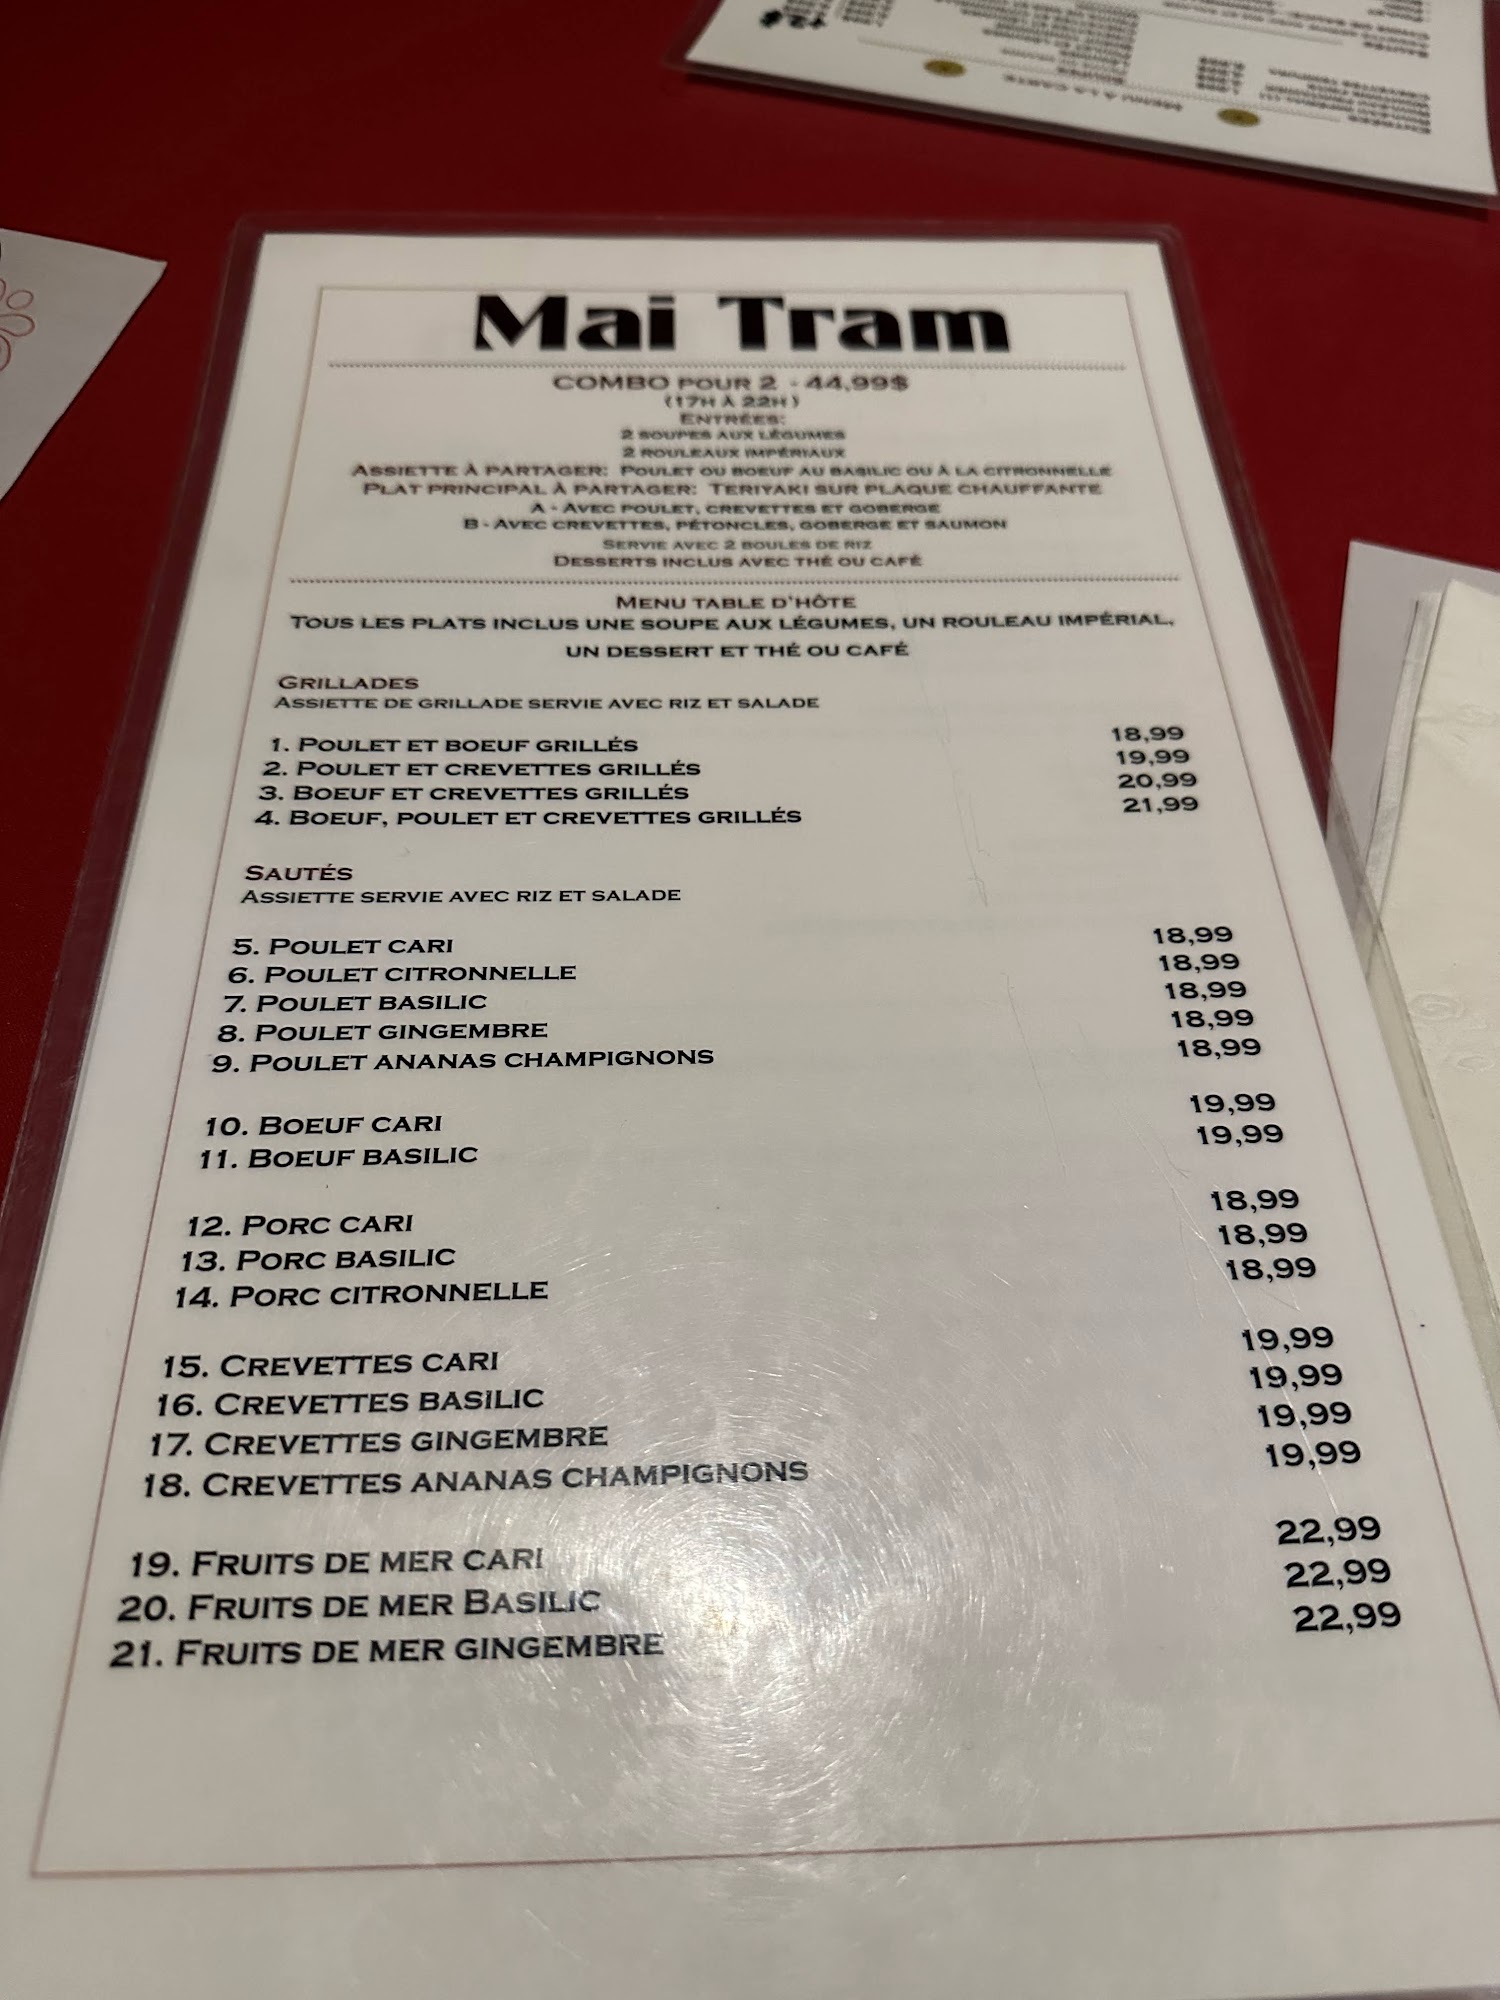 Mai Tram
COMBO POUR 2 - 44,99$
(17H À 22H)
ENTRÉES:
2 SOUPES AUX LÉGUMES
2 ROULEAUX IMPÉRIAUX
ASSIETTE À PARTAGER: POULET OU BOEUF AU BASILIC OU À LA CITRONNELLE
PLAT PRINCIPAL À PARTAGER: TERIYAKI SUR PLAQUE CHAUFFANTE
A - AVEC POULET, CREVETTES ET GOBERGE
B - AVEC CREVETTES, PÉTONCLES, GOBERGE ET SAUMON
SERVIE AVEC 2 BOULES DE RIZ
DESSERTS INCLUS AVEC THÉ OU CAFÉ
MENU TABLE D'HÔTE
TOUS LES PLATS INCLUS UNE SOUPE AUX LÉGUMES, UN ROULEAU IMPÉRIAL,
UN DESSERT ET THÉ OU CAFÉ
GRILLADES
ASSIETTE DE GRILLADE SERVIE AVEC RIZ ET SALADE
1. POULET ET BOEUF GRILLÉS 18,99
2. POULET ET CREVETTES GRILLÉS 19,99
3. BOEUF ET CREVETTES GRILLÉS 20,99
4. BOEUF, POULET ET CREVETTES GRILLÉS 21,99
SAUTÉS
ASSIETTE SERVIE AVEC RIZ ET SALADE
5. POULET CARI 18,99
6. POULET CITRONNELLE 18,99
7. POULET BASILIC 18,99
8. POULET GINGEMBRE 18,99
9. POULET ANANAS CHAMPIGNONS 18,99
10. BOEUF CARI 19,99
11. BOEUF BASILIC 19,99
12. PORC CARI 18,99
13. PORC BASILIC 18,99
14. PORC CITRONNELLE 18,99
15. CREVETTES CARI 19,99
16. CREVETTES BASILIC 19,99
17. CREVETTES GINGEMBRE 19,99
18. CREVETTES ANANAS CHAMPIGNONS 19,99
19. FRUITS DE MER CARI 22,99
20. FRUITS DE MER BASILIC 22,99
21. FRUITS DE MER GINGEMBRE 22,99
MENU À LA CARTE